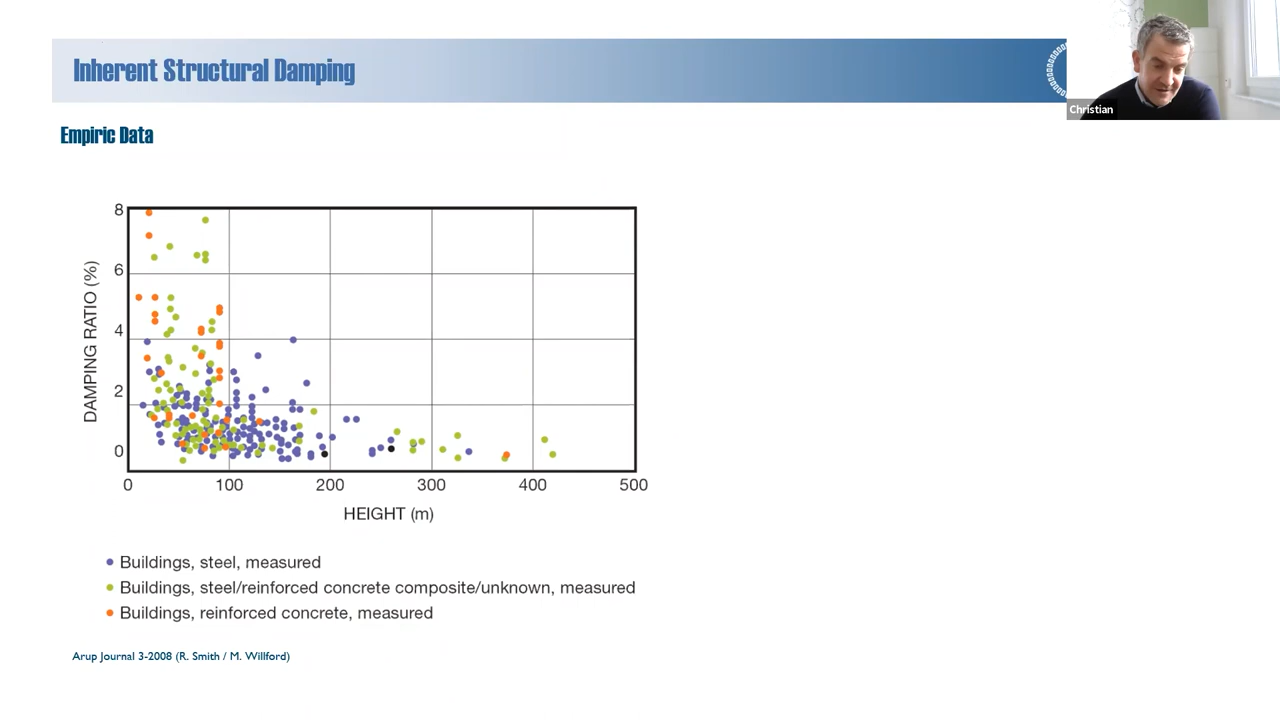 Inherent Structural Damping
Christian
Empiric Data
8
6
4
2
0
DAMPING RATIO (%)
0 100 200 300 400 500
HEIGHT (m)
Buildings, steel, measured
Buildings, steel/reinforced concrete composite/unknown, measured
Buildings, reinforced concrete, measured
Arup Journal 3-2008 (R. Smith / M. Willford)